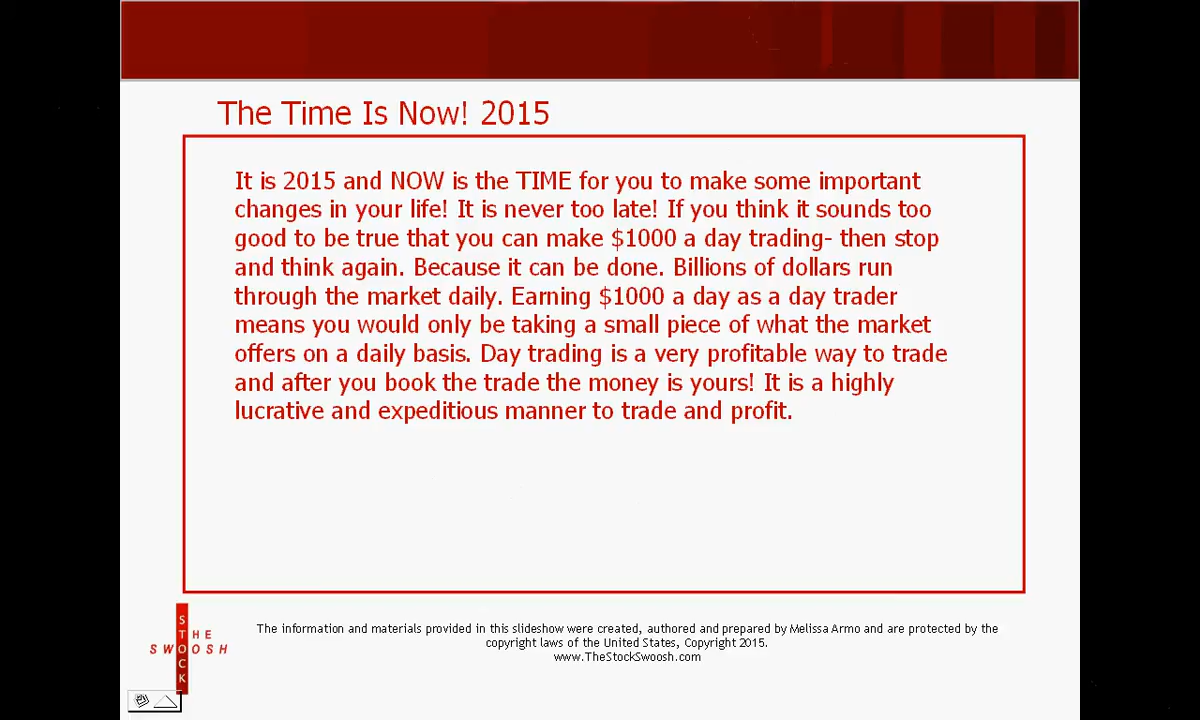 The Time Is Now! 2015
It is 2015 and NOW is the TIME for you to make some important
changes in your life! It is never too late! If you think it sounds too
good to be true that you can make $1000 a day trading- then stop
and think again. Because it can be done. Billions of dollars run
through the market daily. Earning $1000 a day as a day trader
means you would only be taking a small piece of what the market
offers on a daily basis. Day trading is a very profitable way to trade
and after you book the trade the money is yours! It is a highly
lucrative and expeditious manner to trade and profit.
THE
STOCK
SWOOSH
The information and materials provided in this slideshow were created, authored and prepared by Melissa Armo and are protected by the
copyright laws of the United States, Copyright 2015.
www.TheStockSwoosh.com